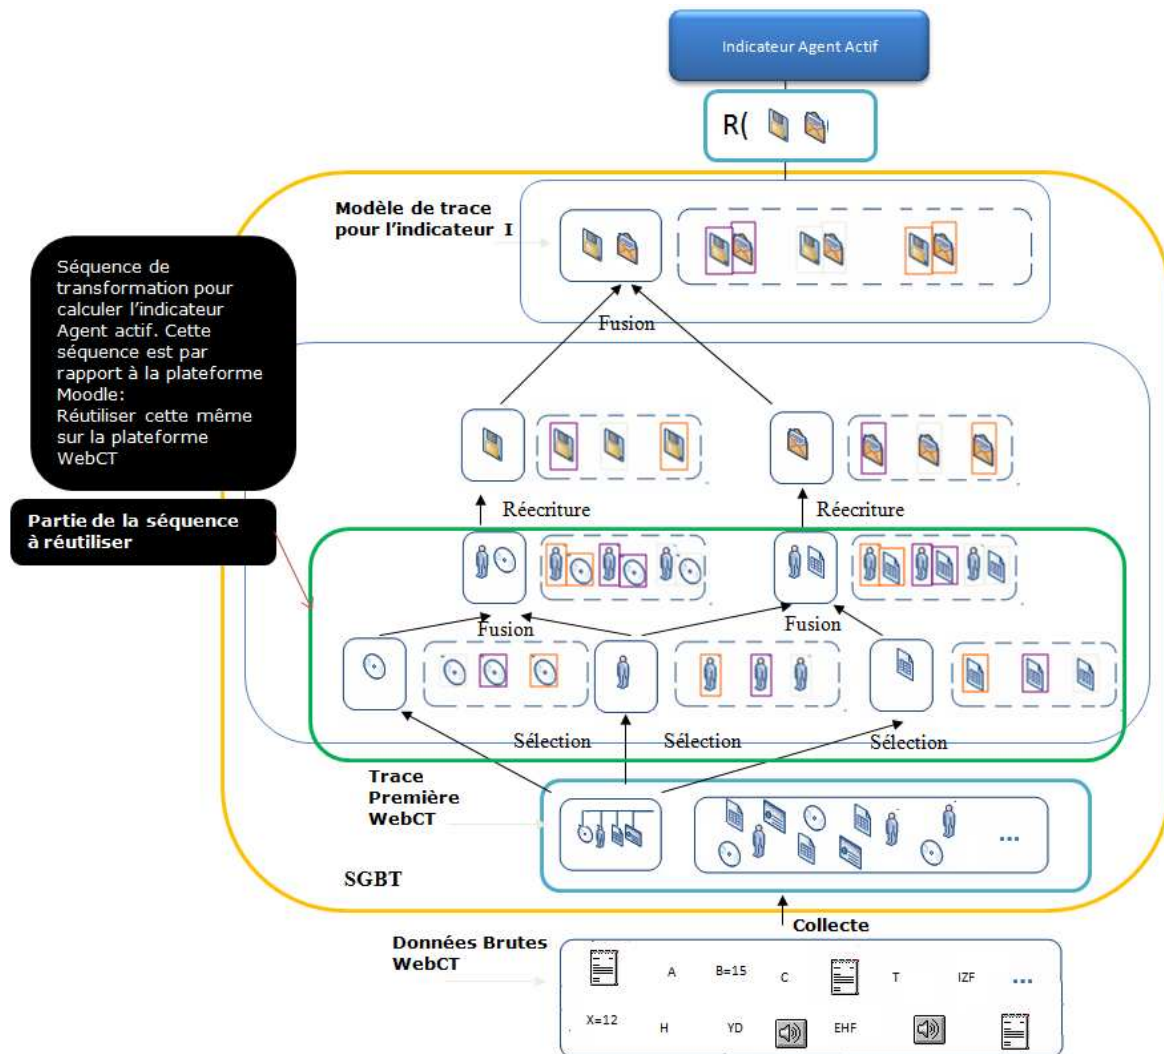 Indicateur Agent Actif
R(
Modèle de trace
pour l'indicateur I
Séquence de
transformation pour
calculer l'indicateur
Agent actif. Cette
séquence est par
rapport à la plateforme
Moodle:
Réutiliser cette même
sur la plateforme
WebCT
Fusion
Réecriture
Réecriture
Partie de la séquence
à réutiliser
Fusion
Fusion
Sélection
Sélection
Sélection
Trace
Première
WebCT
...
SGBT
Collecte
Données Brutes
WebCT
A B=15 C T IZF ...
X=12 H YD EHF